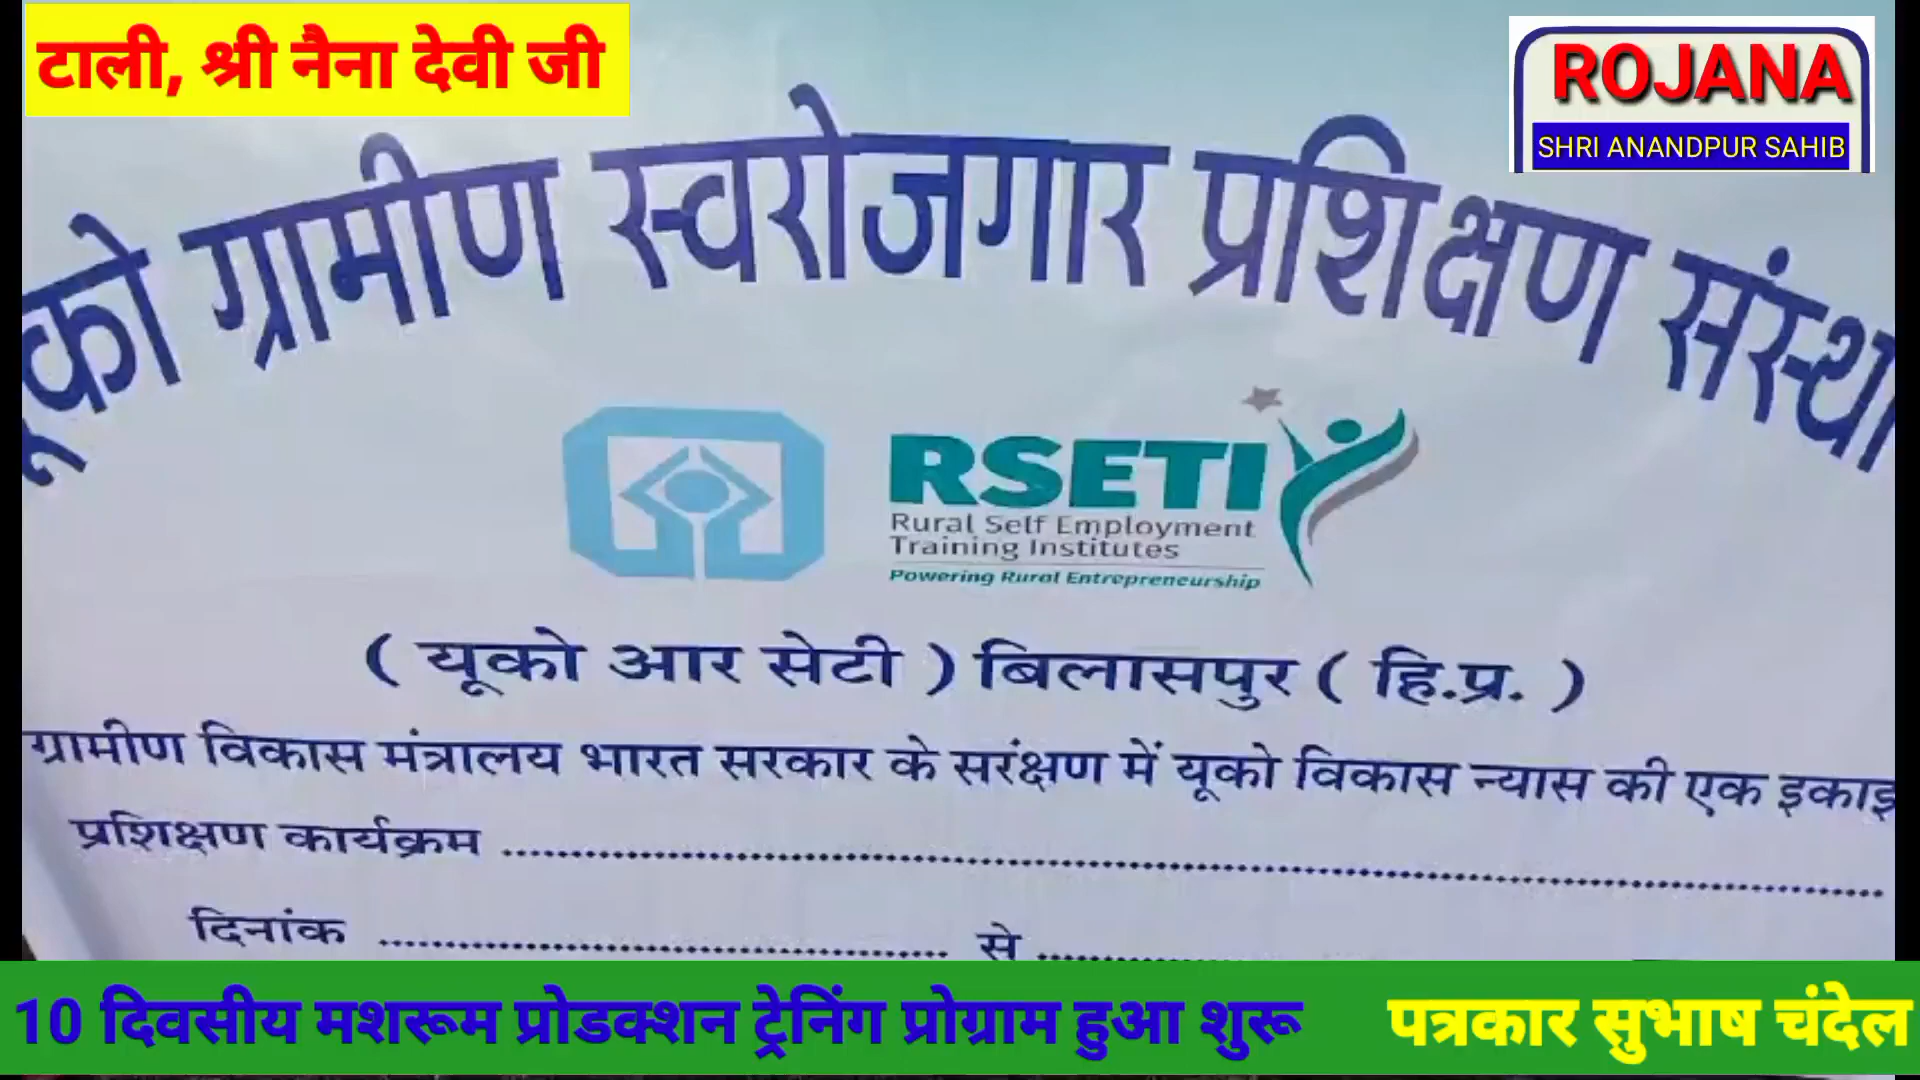 टाली, श्री नैना देवी जी
ROJANA
SHRI ANANDPUR SAHIB
यूको ग्रामीण स्वरोजगार प्रशिक्षण संस्था
RSETI
Rural Self Employment
Training Institutes
Powering Rural Entrepreneurship
( यूको आर सेटी ) बिलासपुर ( हि.प्र. )
ग्रामीण विकास मंत्रालय भारत सरकार के सरंक्षण में यूको विकास न्यास की एक इकाइ
प्रशिक्षण कार्यक्रम ................................................
दिनांक ........................ से ................
10 दिवसीय मशरूम प्रोडक्शन ट्रेनिंग प्रोग्राम हुआ शुरू
पत्रकार सुभाष चंदेल